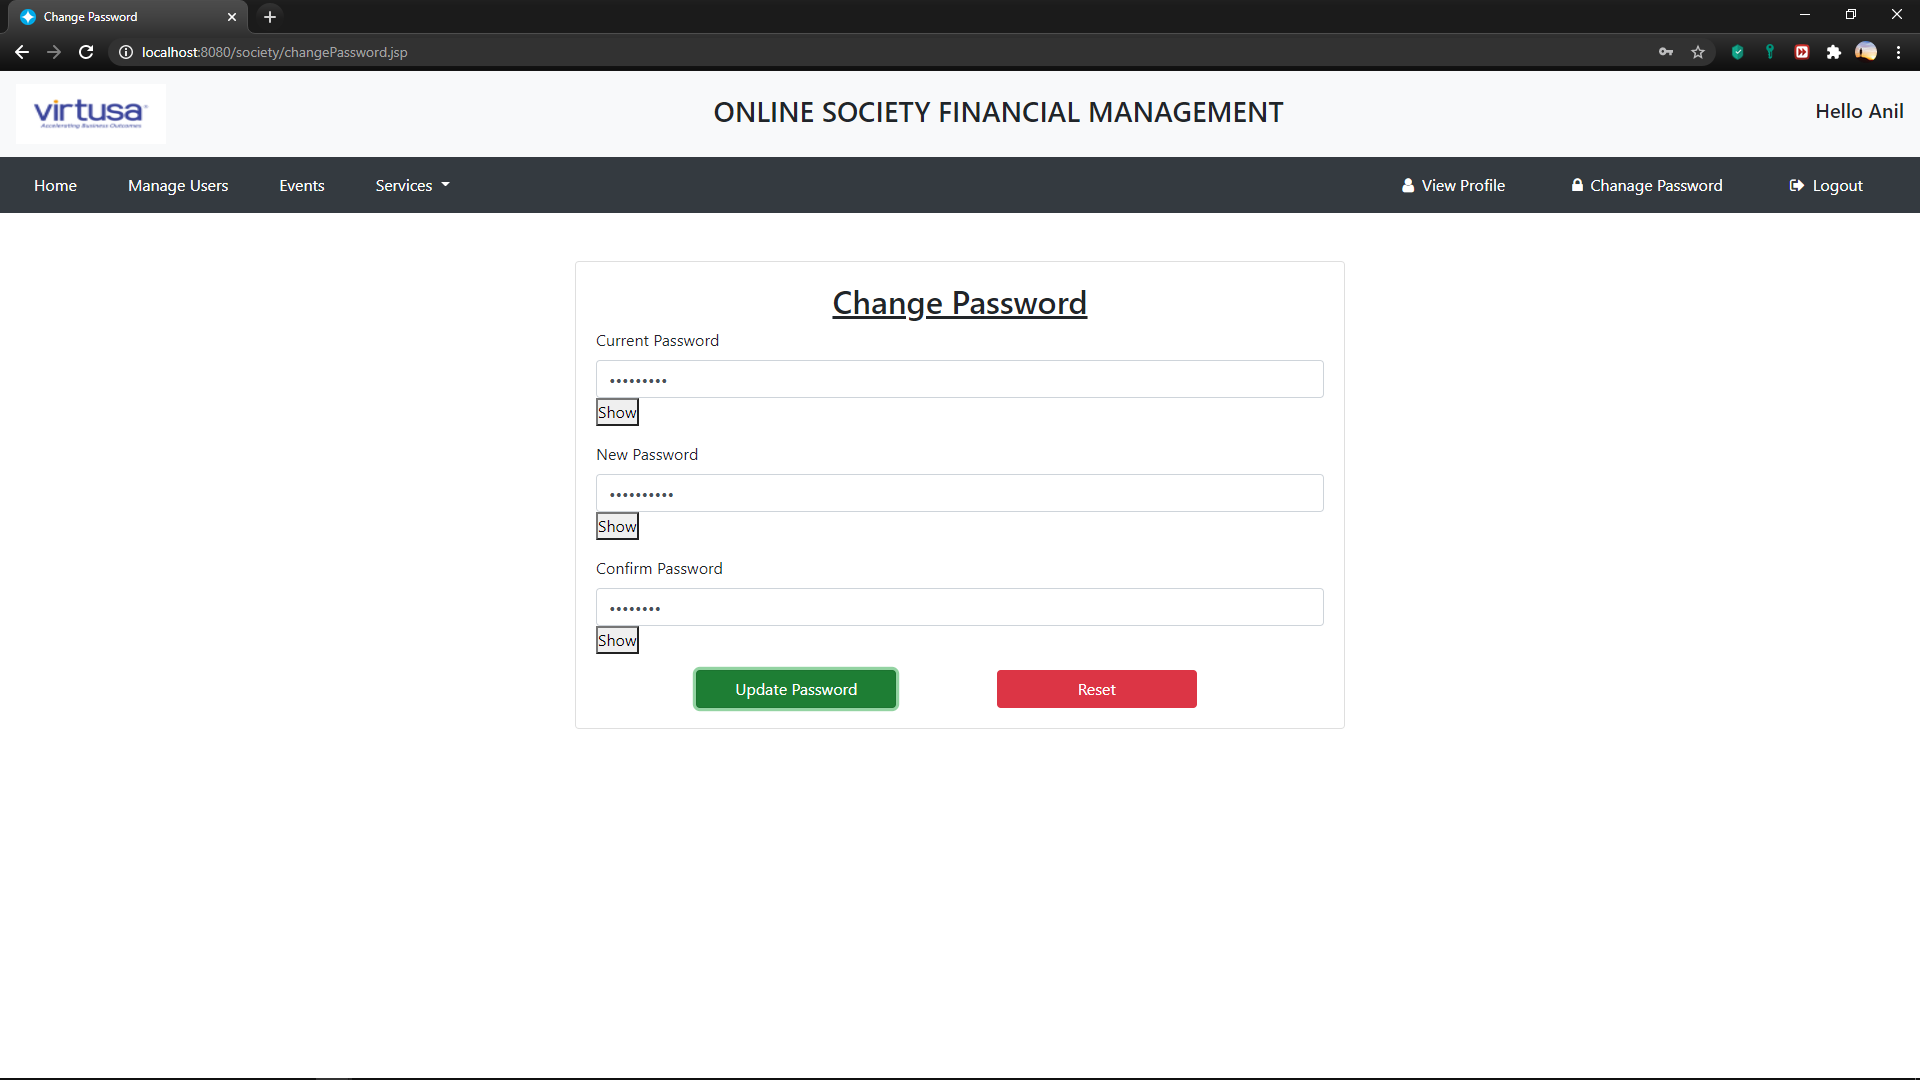 Change Password
localhost:8080/society/changePassword.jsp
virtusa
Accelerating Business Outcomes
ONLINE SOCIETY FINANCIAL MANAGEMENT
Hello Anil
Home Manage Users Events Services View Profile Chanage Password Logout
Change Password
Current Password
•••••••••
Show
New Password
••••••••••
Show
Confirm Password
••••••••
Show
Update Password Reset